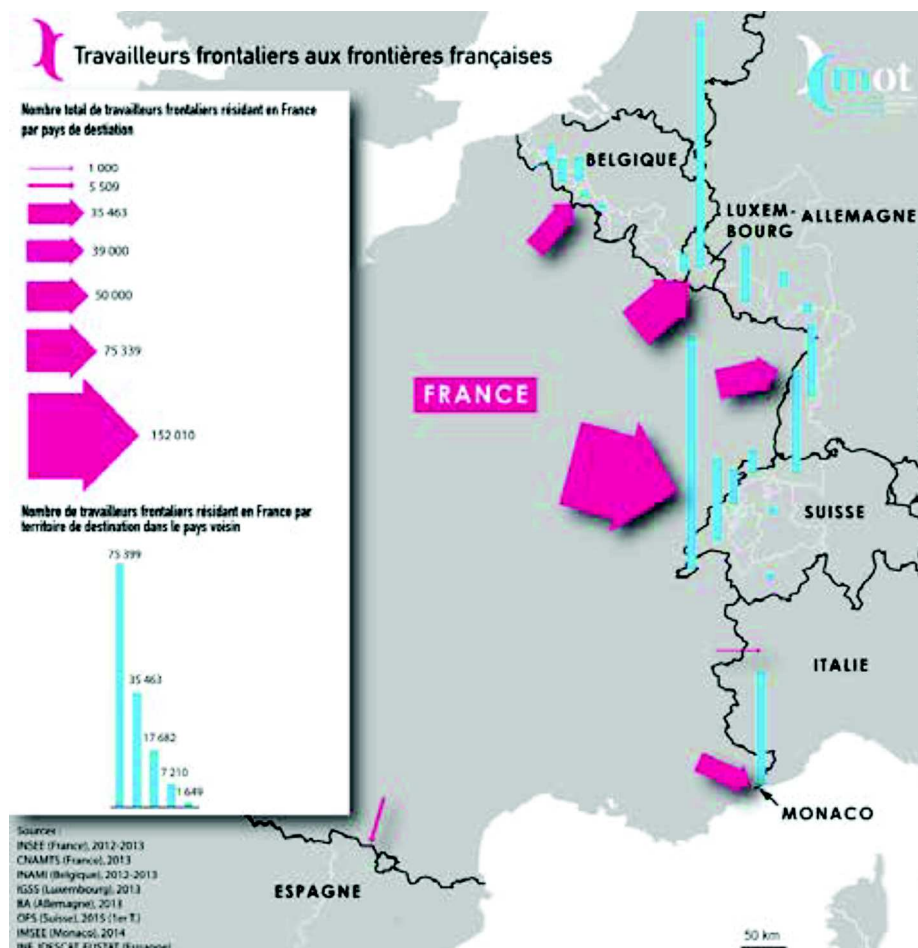 Travailleurs frontaliers aux frontières françaises
mot
Nombre total de travailleurs frontaliers résidant en France
par pays de destiation
1 000
5 509
35 463
39 000
50 000
75 339
152 010
Nombre de travailleurs frontaliers résidant en France par
territoire de destination dans le pays voisin
75 399
35 463
17 682
7 210
1 649
BELGIQUE
LUXEM-
BOURG
ALLEMAGNE
FRANCE
SUISSE
ITALIE
MONACO
ESPAGNE
50 km
Sources :
INSEE (France), 2012-2013
CNAMTS (France), 2013
INAMI (Belgique), 2012-2013
IGSS (Luxembourg), 2013
BA (Allemagne), 2013
OFS (Suisse), 2015 (1er T.)
IMSEE (Monaco), 2014